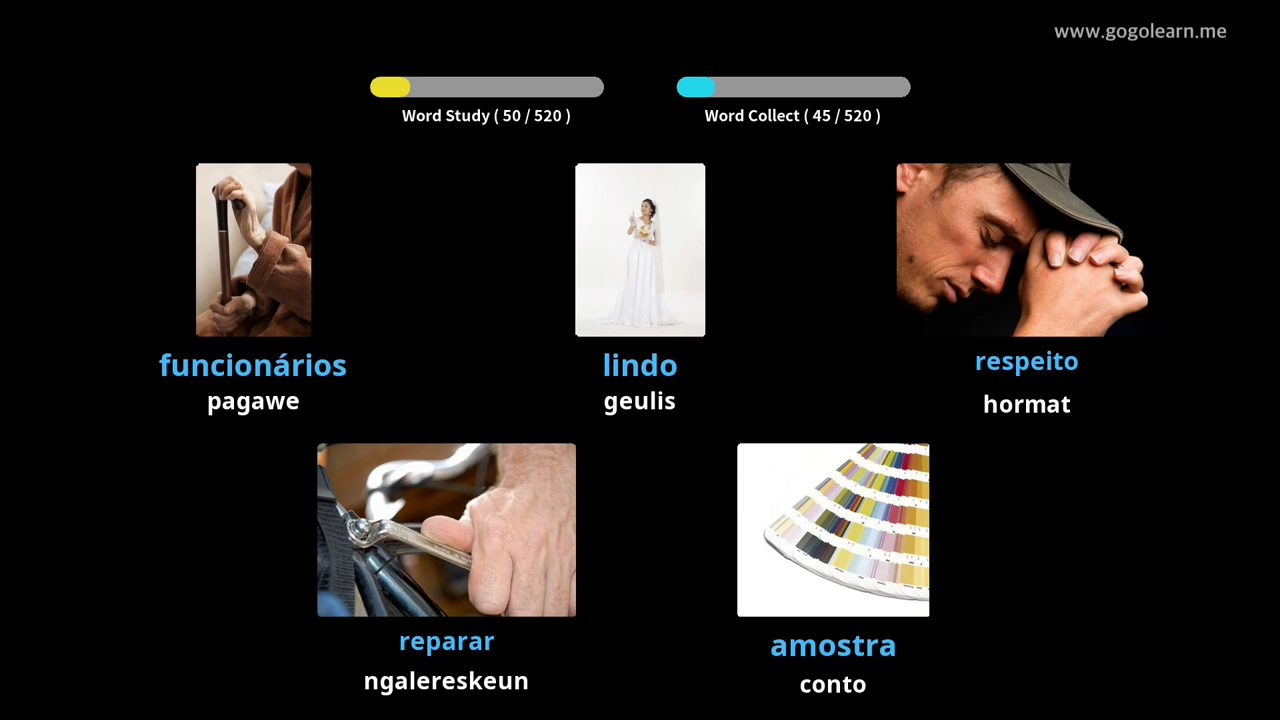 www.gogolearn.me
Word Study ( 50 / 520 )
Word Collect ( 45 / 520 )
funcionários
pagawe
lindo
geulis
respeito
hormat
reparar
ngalereskeun
amostra
conto